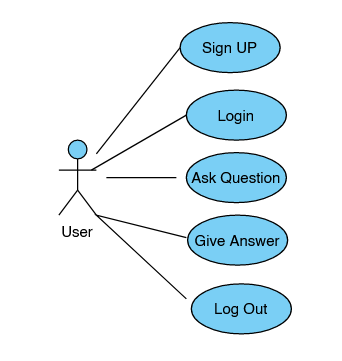 Sign UP
Login
Ask Question
User
Give Answer
Log Out